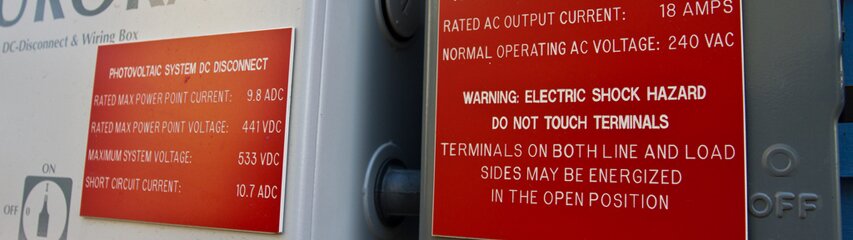 DC-Disconnect & Wiring Box
PHOTOVOLTAIC SYSTEM DC DISCONNECT
RATED MAX POWER POINT CURRENT: 9.8 ADC
RATED MAX POWER POINT VOLTAGE: 441 VDC
MAXIMUM SYSTEM VOLTAGE: 533 VDC
SHORT CIRCUIT CURRENT: 10.7 ADC
ON
OFF
RATED AC OUTPUT CURRENT: 18 AMPS
NORMAL OPERATING AC VOLTAGE: 240 VAC
WARNING: ELECTRIC SHOCK HAZARD
DO NOT TOUCH TERMINALS
TERMINALS ON BOTH LINE AND LOAD
SIDES MAY BE ENERGIZED
IN THE OPEN POSITION
OFF